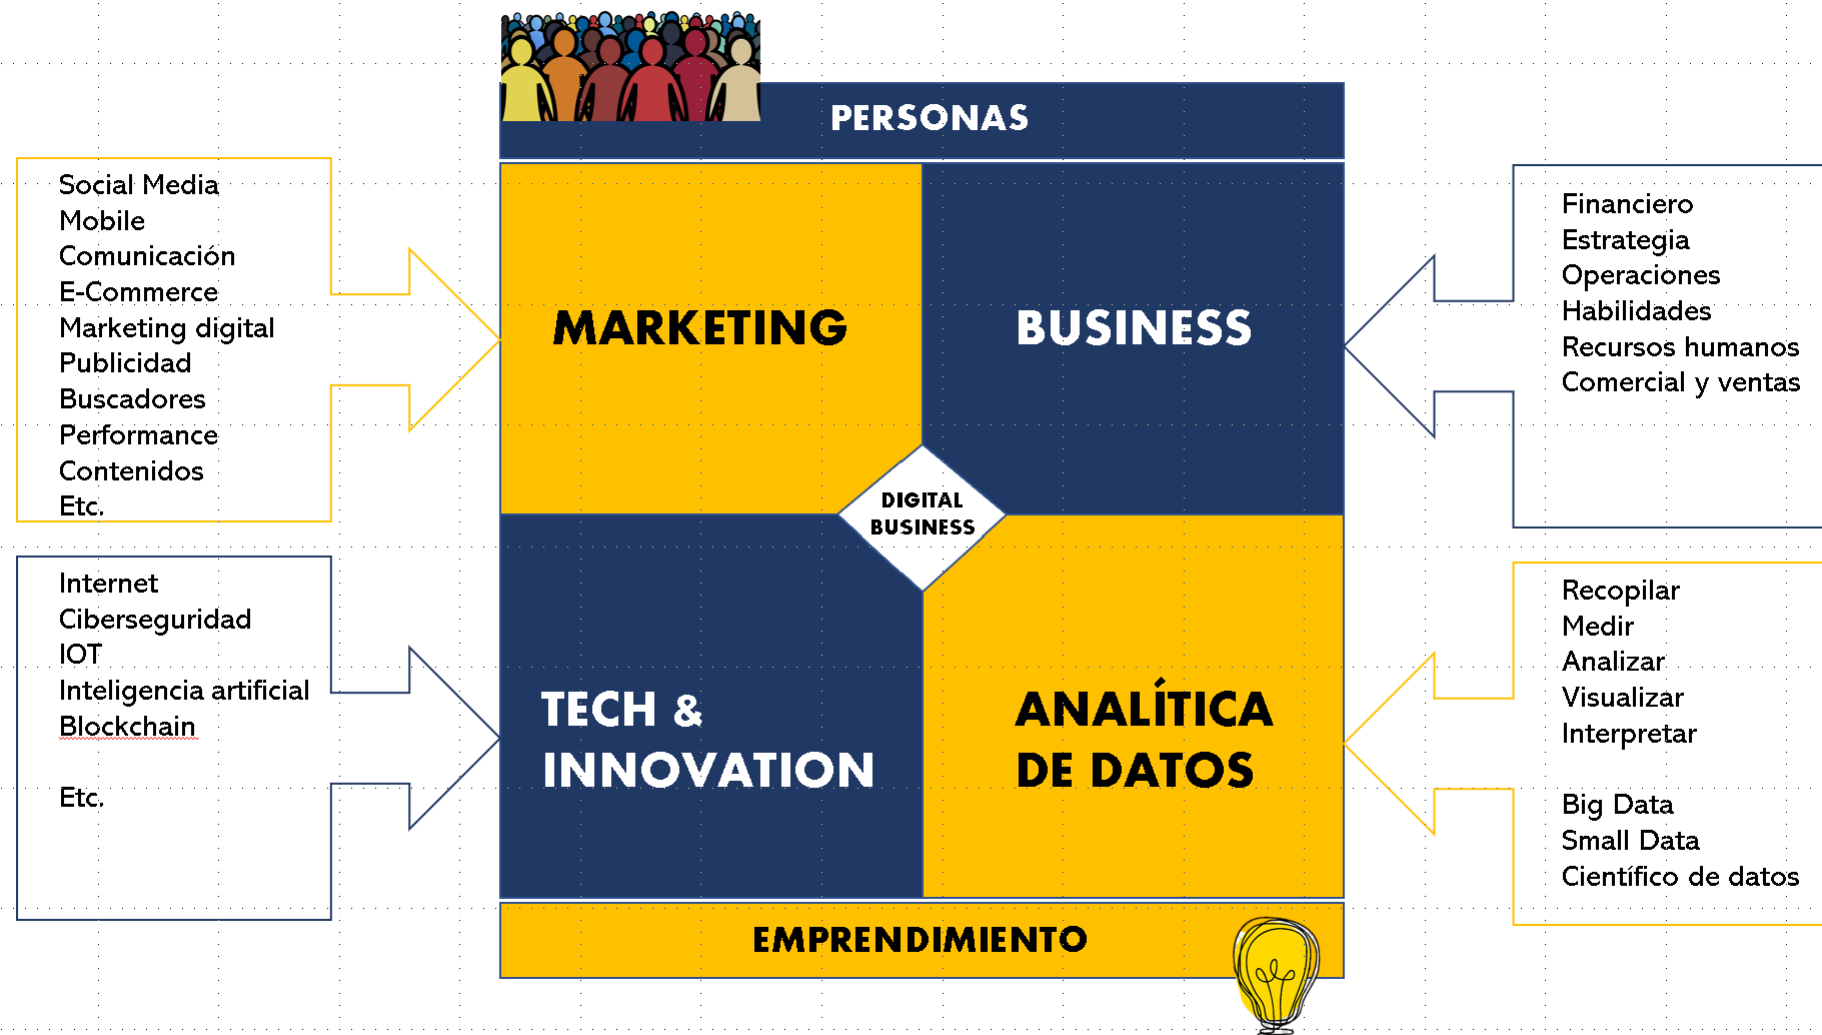 PERSONAS
Social Media
Mobile
Comunicación
E-Commerce
Marketing digital
Publicidad
Buscadores
Performance
Contenidos
Etc.
MARKETING
BUSINESS
Financiero
Estrategia
Operaciones
Habilidades
Recursos humanos
Comercial y ventas
DIGITAL
BUSINESS
Internet
Ciberseguridad
IOT
Inteligencia artificial
Blockchain
Etc.
TECH &
INNOVATION
ANALÍTICA
DE DATOS
Recopilar
Medir
Analizar
Visualizar
Interpretar
Big Data
Small Data
Científico de datos
EMPRENDIMIENTO